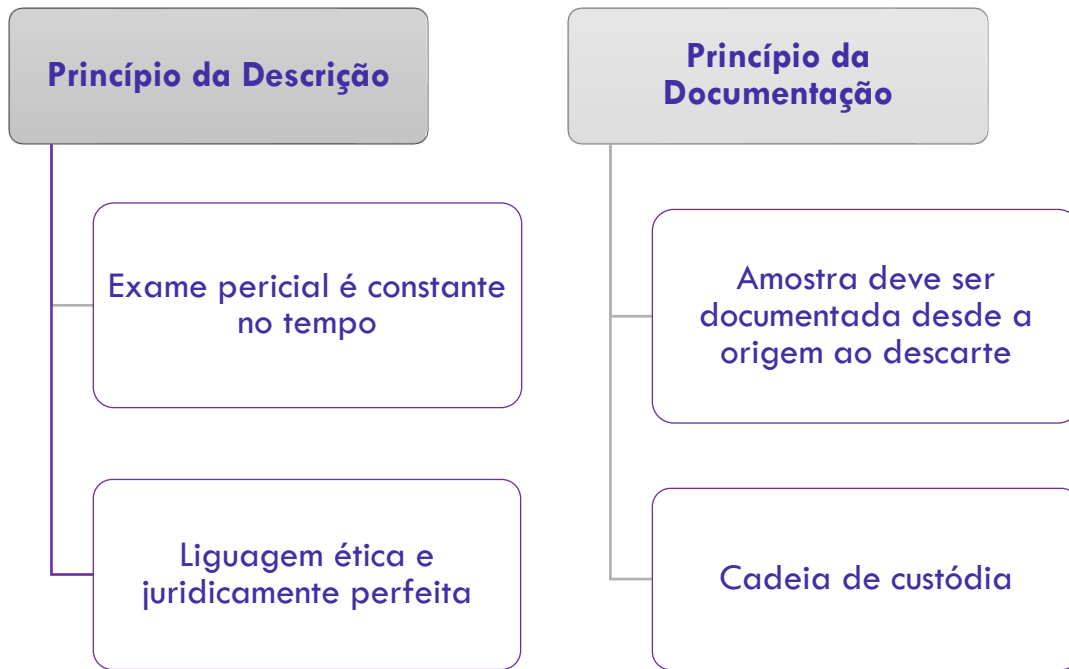 Princípio da Descrição
Exame pericial é constante
no tempo
Liguagem ética e
juridicamente perfeita
Princípio da
Documentação
Amostra deve ser
documentada desde a
origem ao descarte
Cadeia de custódia